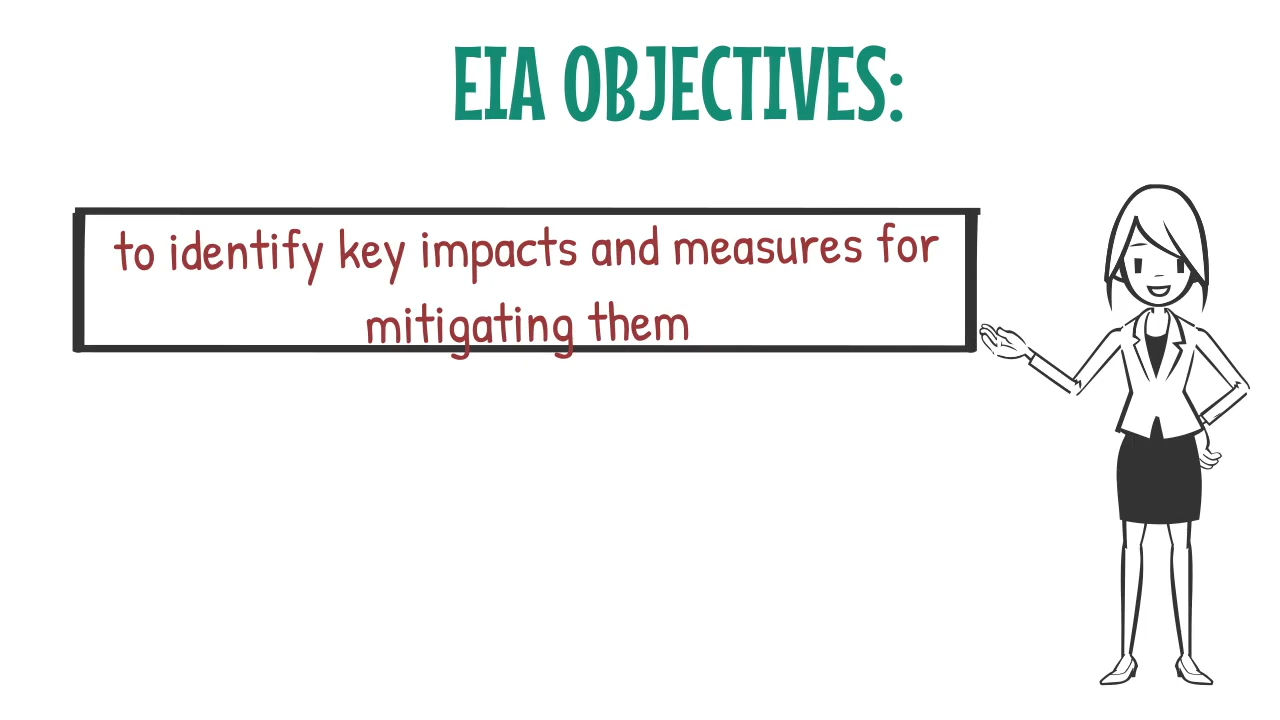 EIA OBJECTIVES:
to identify key impacts and measures for
mitigating them